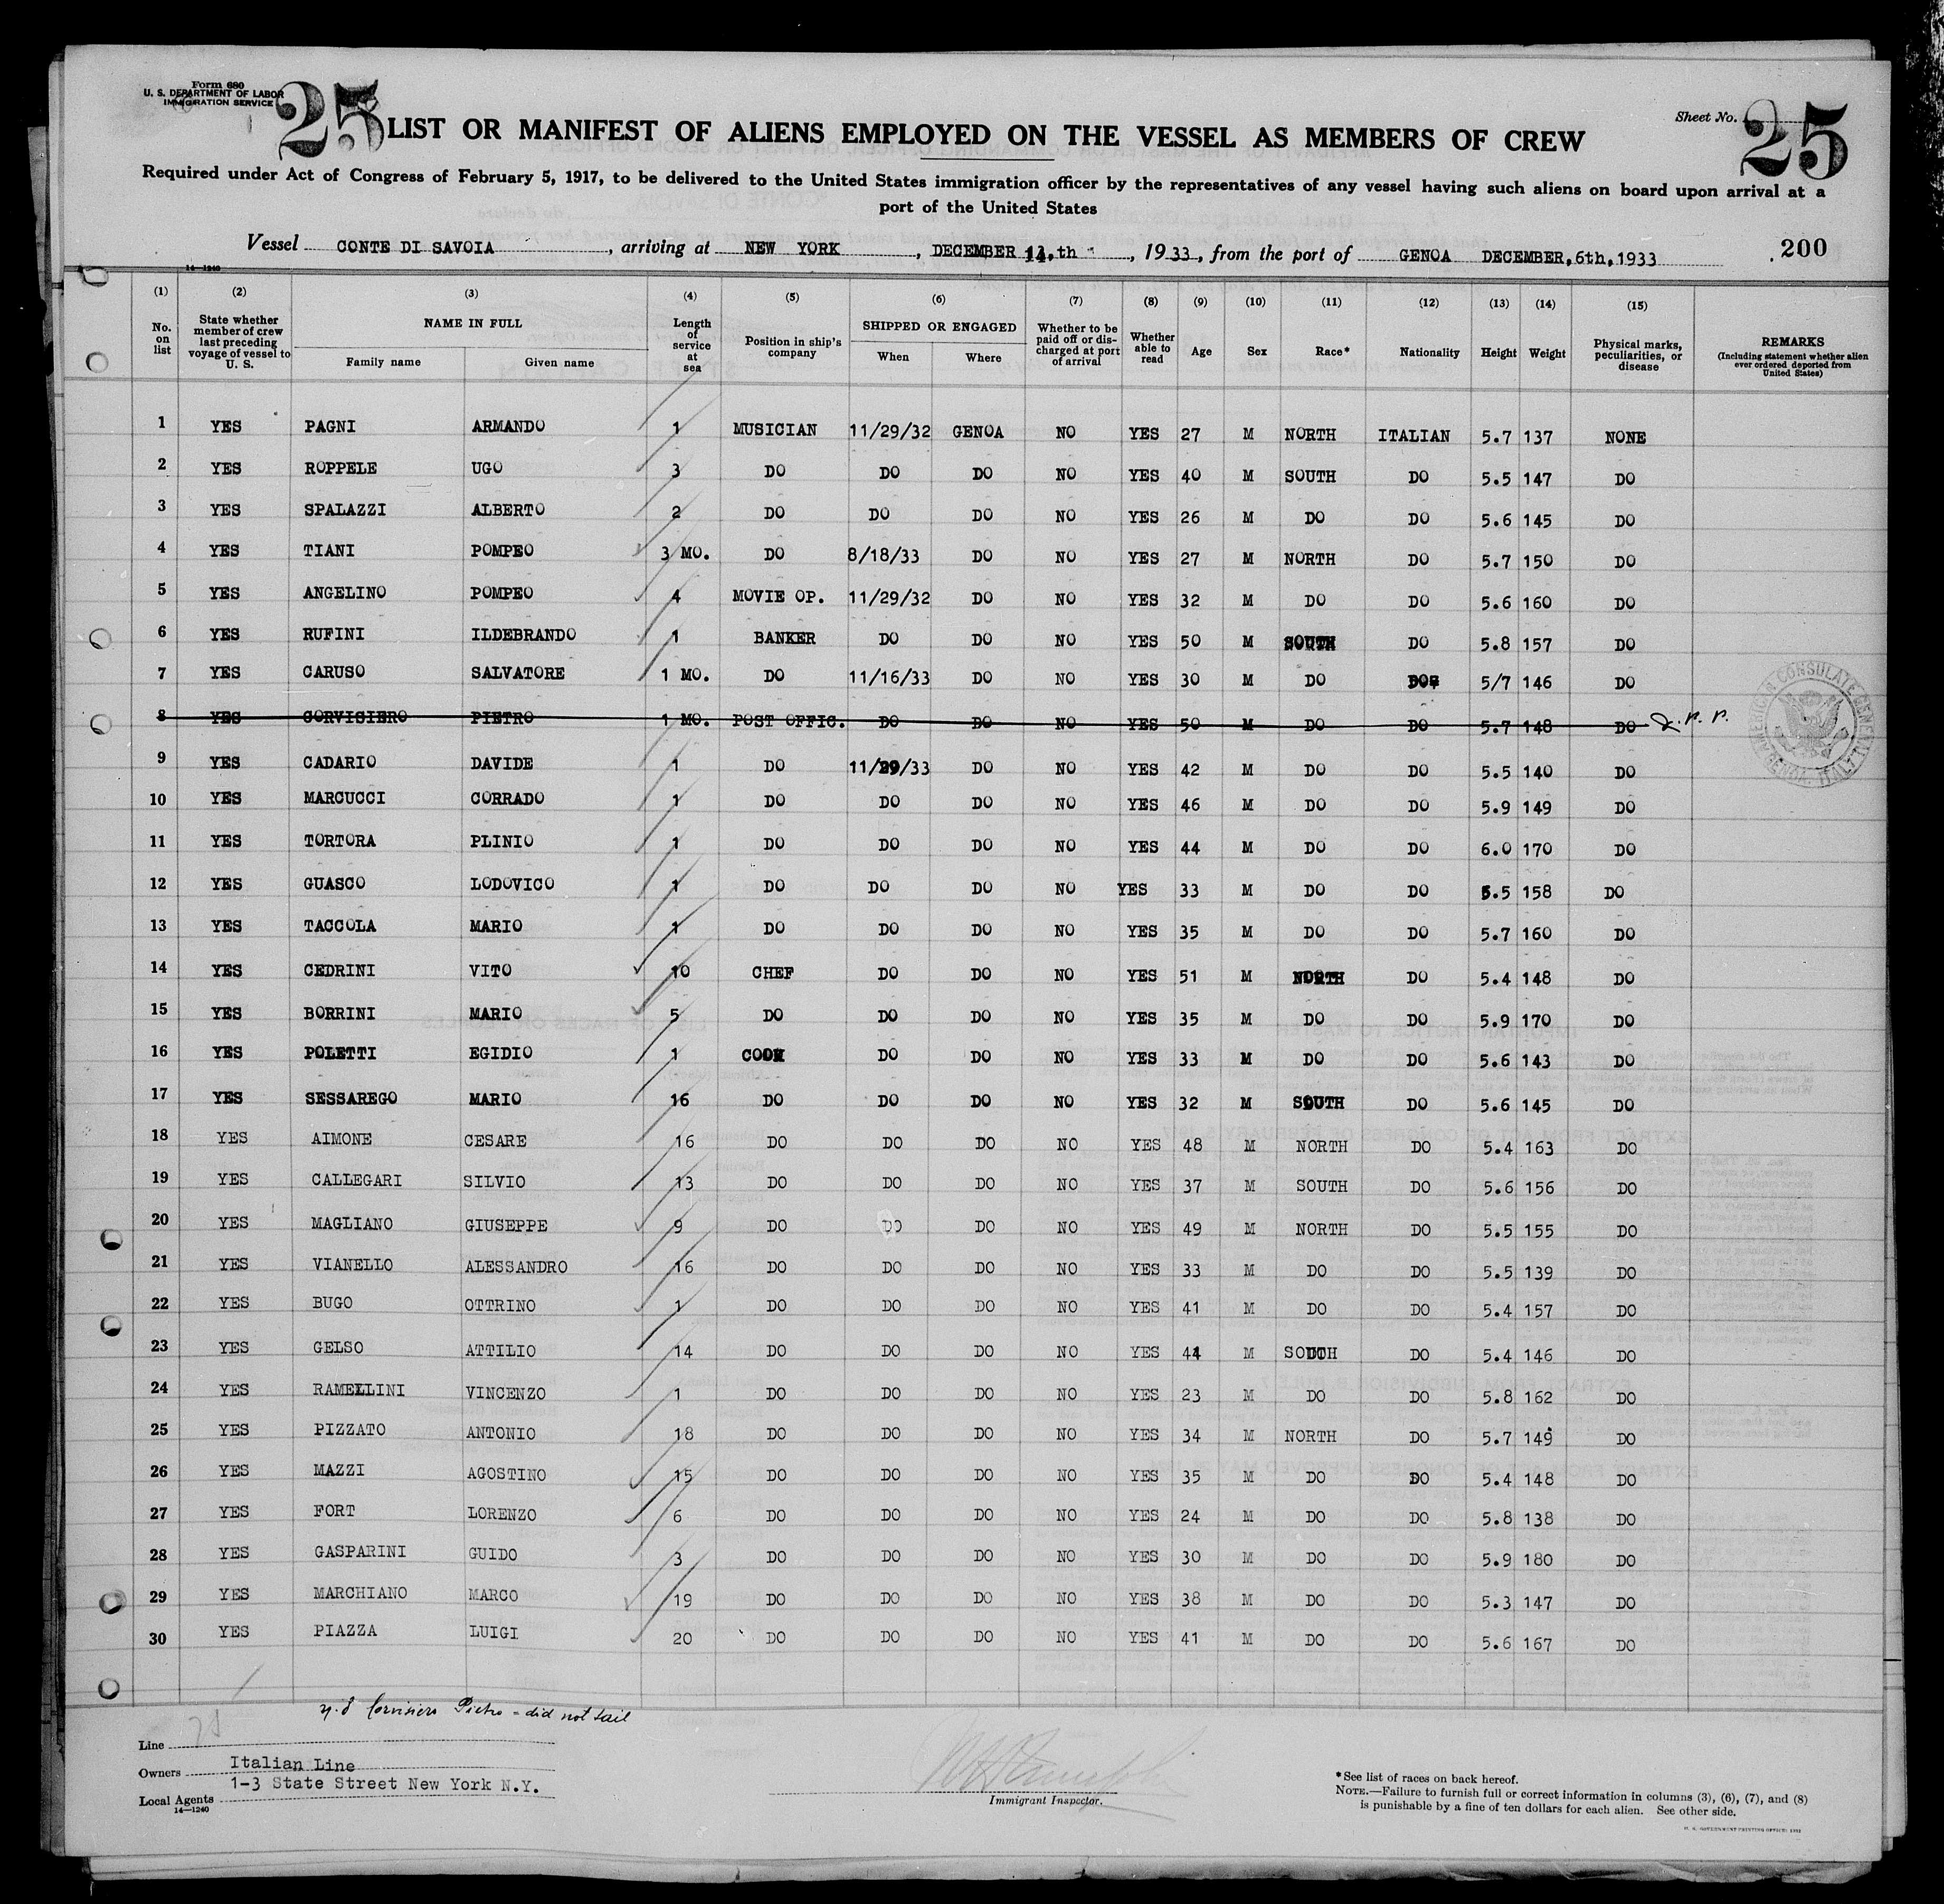 Form 680
U. S. DEPARTMENT OF LABOR
IMMIGRATION SERVICE
25
Sheet No. 25
LIST OR MANIFEST OF ALIENS EMPLOYED ON THE VESSEL AS MEMBERS OF CREW
Required under Act of Congress of February 5, 1917, to be delivered to the United States immigration officer by the representatives of any vessel having such aliens on board upon arrival at a
port of the United States
Vessel CONTE DI SAVOIA, arriving at NEW YORK, DECEMBER 14.th, 1933, from the port of GENOA DECEMBER,6th,1933 200
14—1240
(1) (2) (3) (4) (5) (6) (7) (8) (9) (10) (11) (12) (13) (14) (15)
No. on list | State whether member of crew last preceding voyage of vessel to U. S. | NAME IN FULL Family name Given name | Length of service at sea | Position in ship's company | SHIPPED OR ENGAGED When Where | Whether to be paid off or discharged at port of arrival | Whether able to read | Age | Sex | Race* | Nationality | Height | Weight | Physical marks, peculiarities, or disease | REMARKS (Including statement whether alien ever ordered deported from United States)
1 YES PAGNI ARMANDO 1 MUSICIAN 11/29/32 GENOA NO YES 27 M NORTH ITALIAN 5.7 137 NONE
2 YES ROPPELE UGO 3 DO DO DO NO YES 40 M SOUTH DO 5.5 147 DO
3 YES SPALAZZI ALBERTO 2 DO DO DO NO YES 26 M DO DO 5.6 145 DO
4 YES TIANI POMPEO 3 MO. DO 8/18/33 DO NO YES 27 M NORTH DO 5.7 150 DO
5 YES ANGELINO POMPEO 4 MOVIE OP. 11/29/32 DO NO YES 32 M DO DO 5.6 160 DO
6 YES RUFINI ILDEBRANDO 1 BANKER DO DO NO YES 50 M SOUTH DO 5.8 157 DO
7 YES CARUSO SALVATORE 1 MO. DO 11/16/33 DO NO YES 30 M DO DO 5/7 146 DO
8 YES CORVISIERO PIETRO 1 MO. POST OFFIC. DO DO NO YES 50 M DO DO 5.7 148 DO
9 YES CADARIO DAVIDE 1 DO 11/29/33 DO NO YES 42 M DO DO 5.5 140 DO
10 YES MARCUCCI CORRADO 1 DO DO DO NO YES 46 M DO DO 5.9 149 DO
11 YES TORTORA PLINIO 1 DO DO DO NO YES 44 M DO DO 6.0 170 DO
12 YES GUASCO LODOVICO 1 DO DO DO NO YES 33 M DO DO 5.5 158 DO
13 YES TACCOLA MARIO 1 DO DO DO NO YES 35 M DO DO 5.7 160 DO
14 YES CEDRINI VITO 10 CHEF DO DO NO YES 51 M NORTH DO 5.4 148 DO
15 YES BORRINI MARIO 5 DO DO DO NO YES 35 M DO DO 5.9 170 DO
16 YES POLETTI EGIDIO 1 COOK DO DO NO YES 33 M DO DO 5.6 143 DO
17 YES SESSAREGO MARIO 16 DO DO DO NO YES 32 M SOUTH DO 5.6 145 DO
18 YES AIMONE CESARE 16 DO DO DO NO YES 48 M NORTH DO 5.4 163 DO
19 YES CALLEGARI SILVIO 13 DO DO DO NO YES 37 M SOUTH DO 5.6 156 DO
20 YES MAGLIANO GIUSEPPE 9 DO DO DO NO YES 49 M NORTH DO 5.5 155 DO
21 YES VIANELLO ALESSANDRO 16 DO DO DO NO YES 33 M DO DO 5.5 139 DO
22 YES BUGO OTTRINO 1 DO DO DO NO YES 41 M DO DO 5.4 157 DO
23 YES GELSO ATTILIO 14 DO DO DO NO YES 44 M SOUTH DO 5.4 146 DO
24 YES RAMELLINI VINCENZO 1 DO DO DO NO YES 23 M DO DO 5.8 162 DO
25 YES PIZZATO ANTONIO 18 DO DO DO NO YES 34 M NORTH DO 5.7 149 DO
26 YES MAZZI AGOSTINO 15 DO DO DO NO YES 35 M DO DO 5.4 148 DO
27 YES FORT LORENZO 6 DO DO DO NO YES 24 M DO DO 5.8 138 DO
28 YES GASPARINI GUIDO 3 DO DO DO NO YES 30 M DO DO 5.9 180 DO
29 YES MARCHIANO MARCO 19 DO DO DO NO YES 38 M DO DO 5.3 147 DO
30 YES PIAZZA LUIGI 20 DO DO DO NO YES 41 M DO DO 5.6 167 DO
AMERICAN CONSULATE GENERAL GENOA, ITALY
Corvisiero Pietro - did not sail
Line
Owners Italian Line
1-3 State Street New York N.Y.
Local Agents
14—1240
Immigrant Inspector.
*See list of races on back hereof.
NOTE.—Failure to furnish full or correct information in columns (3), (6), (7), and (8)
is punishable by a fine of ten dollars for each alien. See other side.
U. S. GOVERNMENT PRINTING OFFICE: